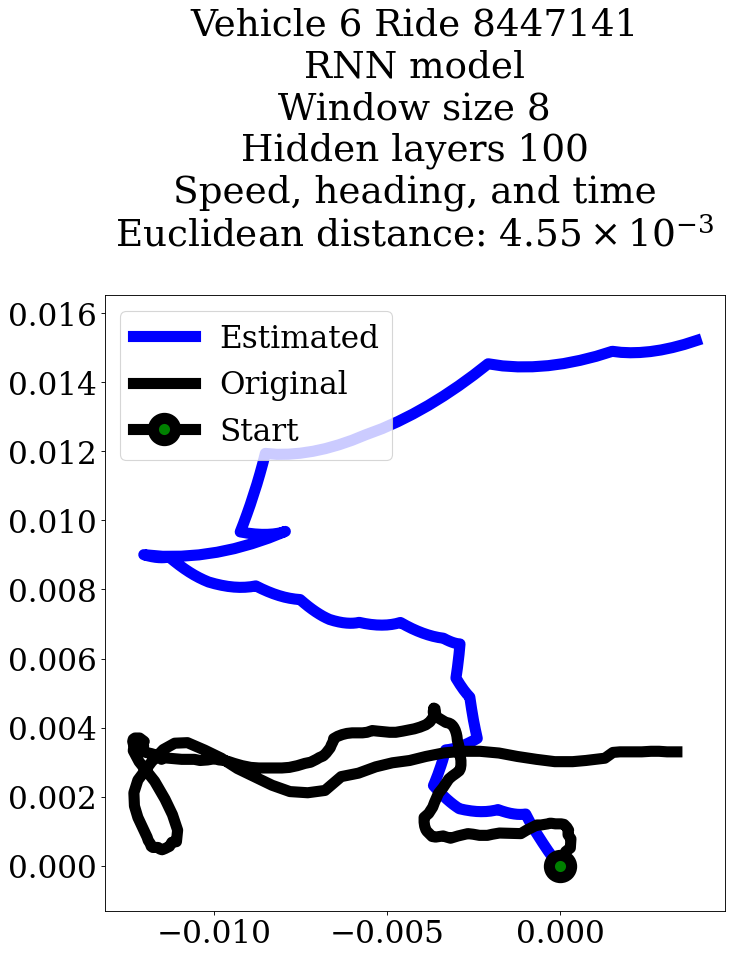 Vehicle 6 Ride 8447141
RNN model
Window size 8
Hidden layers 100
Speed, heading, and time
Euclidean distance: 4.55 × 10⁻³
Estimated
Original
Start
0.016
0.014
0.012
0.010
0.008
0.006
0.004
0.002
0.000
−0.010 −0.005 0.000